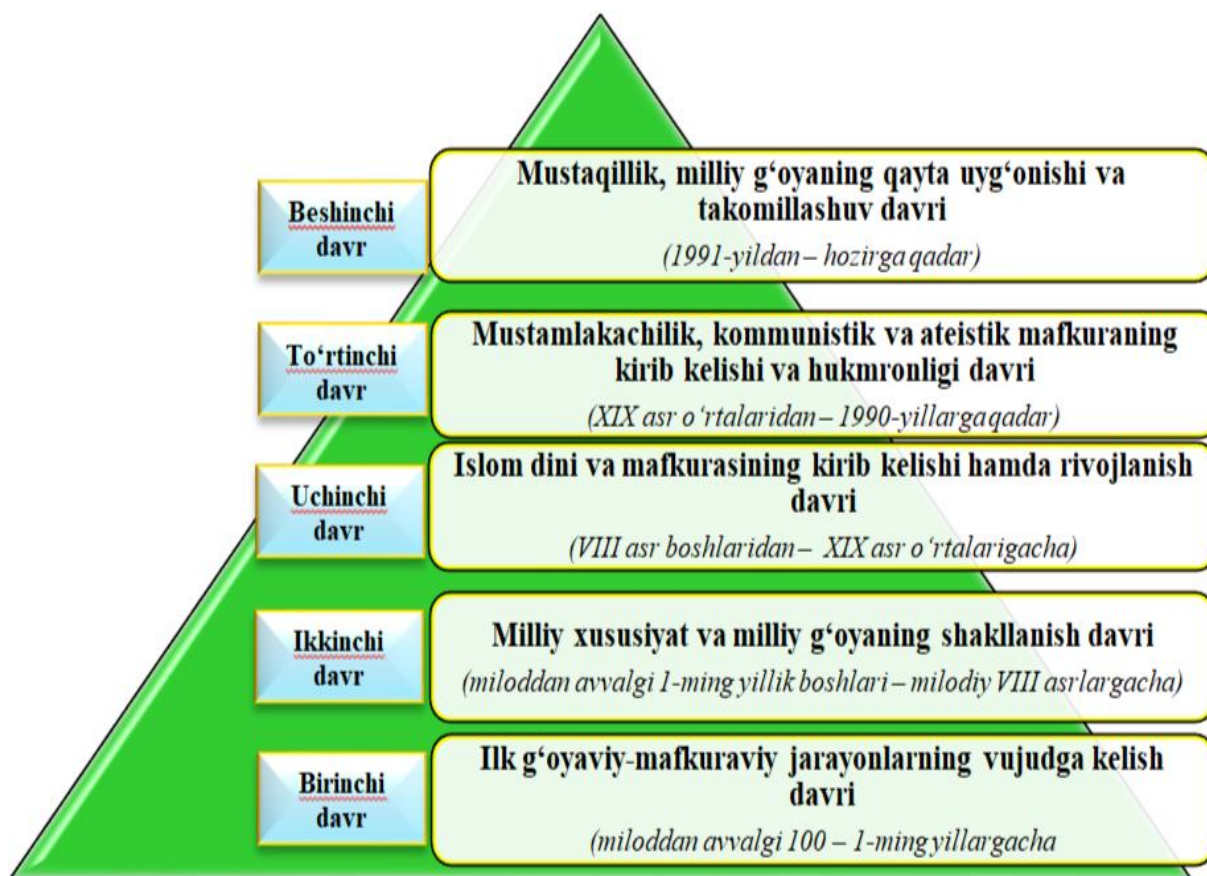 Beshinchi
davr
Mustaqillik, milliy g‘oyaning qayta uyg‘onishi va
takomillashuv davri
(1991-yildan – hozirga qadar)
To‘rtinchi
davr
Mustamlakachilik, kommunistik va ateistik mafkuraning
kirib kelishi va hukmronligi davri
(XIX asr o‘rtalaridan – 1990-yillarga qadar)
Uchinchi
davr
Islom dini va mafkurasining kirib kelishi hamda rivojlanish
davri
(VIII asr boshlaridan – XIX asr o‘rtalarigacha)
Ikkinchi
davr
Milliy xususiyat va milliy g‘oyaning shakllanish davri
(miloddan avvalgi 1-ming yillik boshlari – milodiy VIII asrlargacha)
Birinchi
davr
Ilk g‘oyaviy-mafkuraviy jarayonlarning vujudga kelish
davri
(miloddan avvalgi 100 – 1-ming yillargacha